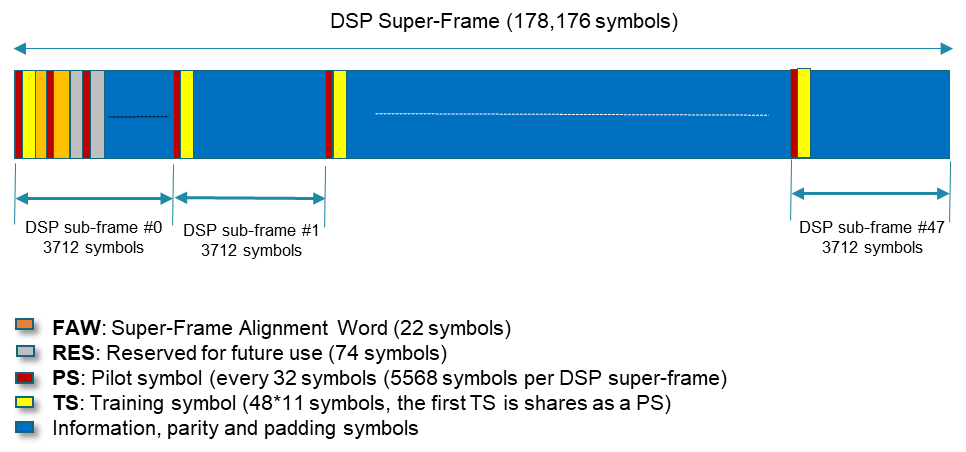 DSP Super-Frame (178,176 symbols)
DSP sub-frame #0
3712 symbols
DSP sub-frame #1
3712 symbols
DSP sub-frame #47
3712 symbols
FAW: Super-Frame Alignment Word (22 symbols)
RES: Reserved for future use (74 symbols)
PS: Pilot symbol (every 32 symbols (5568 symbols per DSP super-frame)
TS: Training symbol (48*11 symbols, the first TS is shares as a PS)
Information, parity and padding symbols